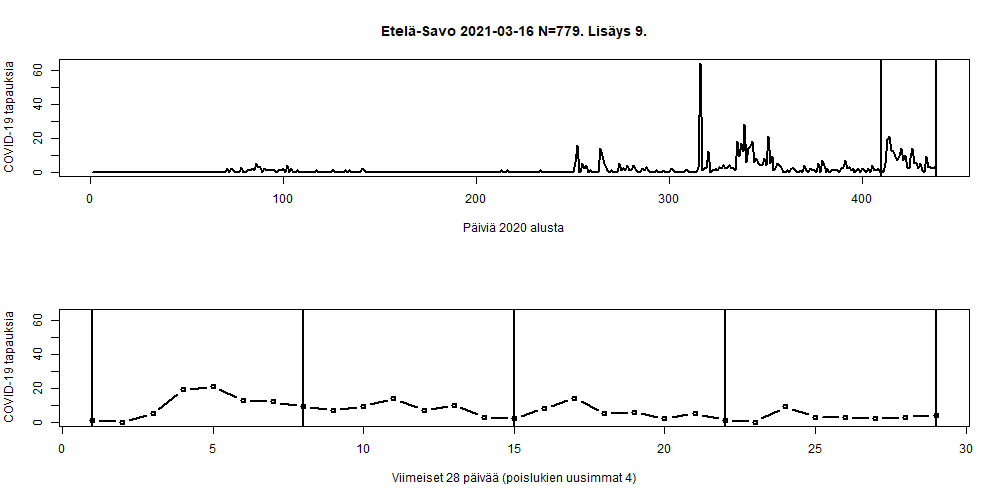 Etelä-Savo 2021-03-16 N=779. Lisäys 9.
COVID-19 tapauksia
60
40
20
0
0 100 200 300 400
Päiviä 2020 alusta
COVID-19 tapauksia
60
40
20
0
0 5 10 15 20 25 30
Viimeiset 28 päivää (poislukien uusimmat 4)